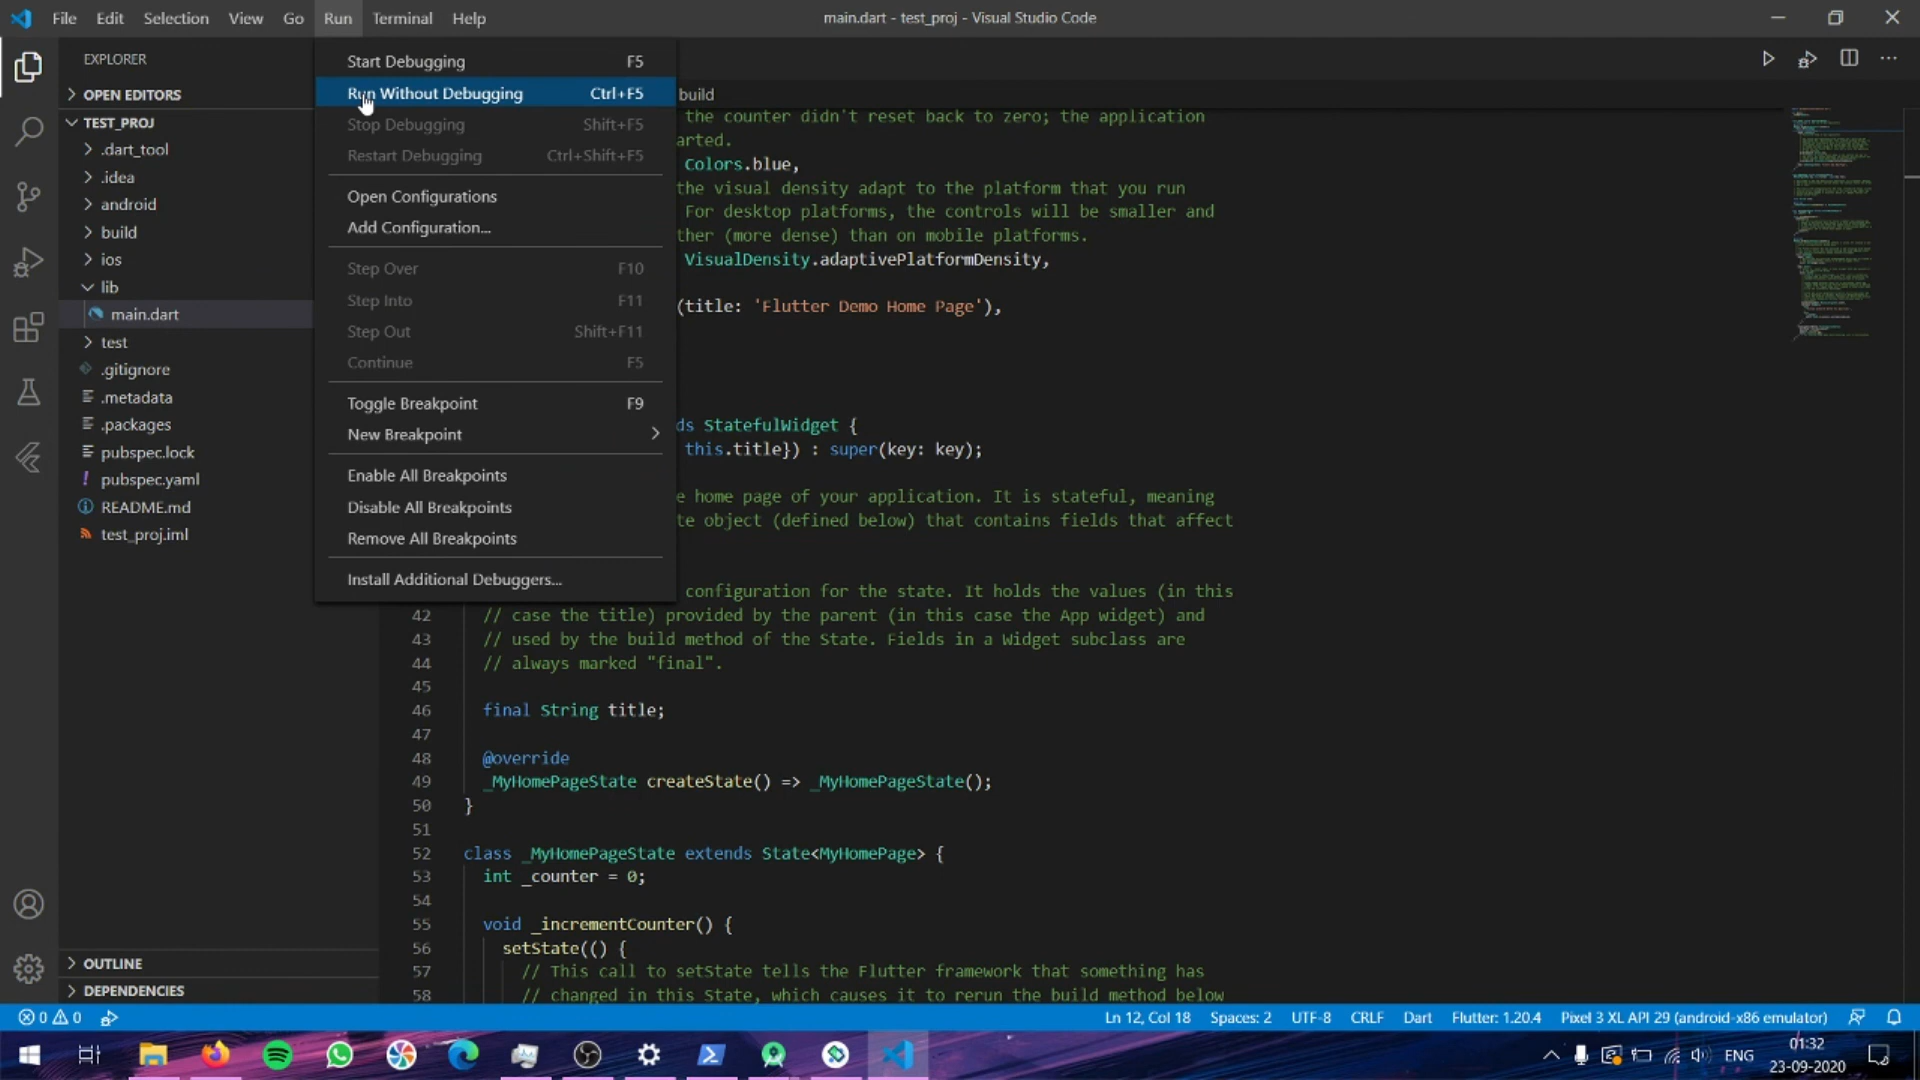 File Edit Selection View Go Run Terminal Help
main.dart - test_proj - Visual Studio Code
EXPLORER
OPEN EDITORS
TEST_PROJ
.dart_tool
.idea
android
build
ios
lib
main.dart
test
.gitignore
.metadata
.packages
pubspec.lock
pubspec.yaml
README.md
test_proj.iml
OUTLINE
DEPENDENCIES
Start Debugging F5
Run Without Debugging Ctrl+F5
Stop Debugging Shift+F5
Restart Debugging Ctrl+Shift+F5
Open Configurations
Add Configuration...
Step Over F10
Step Into F11
Step Out Shift+F11
Continue F5
Toggle Breakpoint F9
New Breakpoint
Enable All Breakpoints
Disable All Breakpoints
Remove All Breakpoints
Install Additional Debuggers...
build
the counter didn't reset back to zero; the application
arted.
Colors.blue,
the visual density adapt to the platform that you run
For desktop platforms, the controls will be smaller and
ther (more dense) than on mobile platforms.
VisualDensity.adaptivePlatformDensity,
(title: 'Flutter Demo Home Page'),
ds StatefulWidget {
this.title}) : super(key: key);
e home page of your application. It is stateful, meaning
te object (defined below) that contains fields that affect
configuration for the state. It holds the values (in this
42 // case the title) provided by the parent (in this case the App widget) and
43 // used by the build method of the State. Fields in a Widget subclass are
44 // always marked "final".
45
46 final String title;
47
48 @override
49 _MyHomePageState createState() => _MyHomePageState();
50 }
51
52 class _MyHomePageState extends State<MyHomePage> {
53 int _counter = 0;
54
55 void _incrementCounter() {
56 setState(() {
57 // This call to setState tells the Flutter framework that something has
58 // changed in this State, which causes it to rerun the build method below
0 0 Ln 12, Col 18 Spaces: 2 UTF-8 CRLF Dart Flutter: 1.20.4 Pixel 3 XL API 29 (android-x86 emulator)
ENG
01:32
23-09-2020